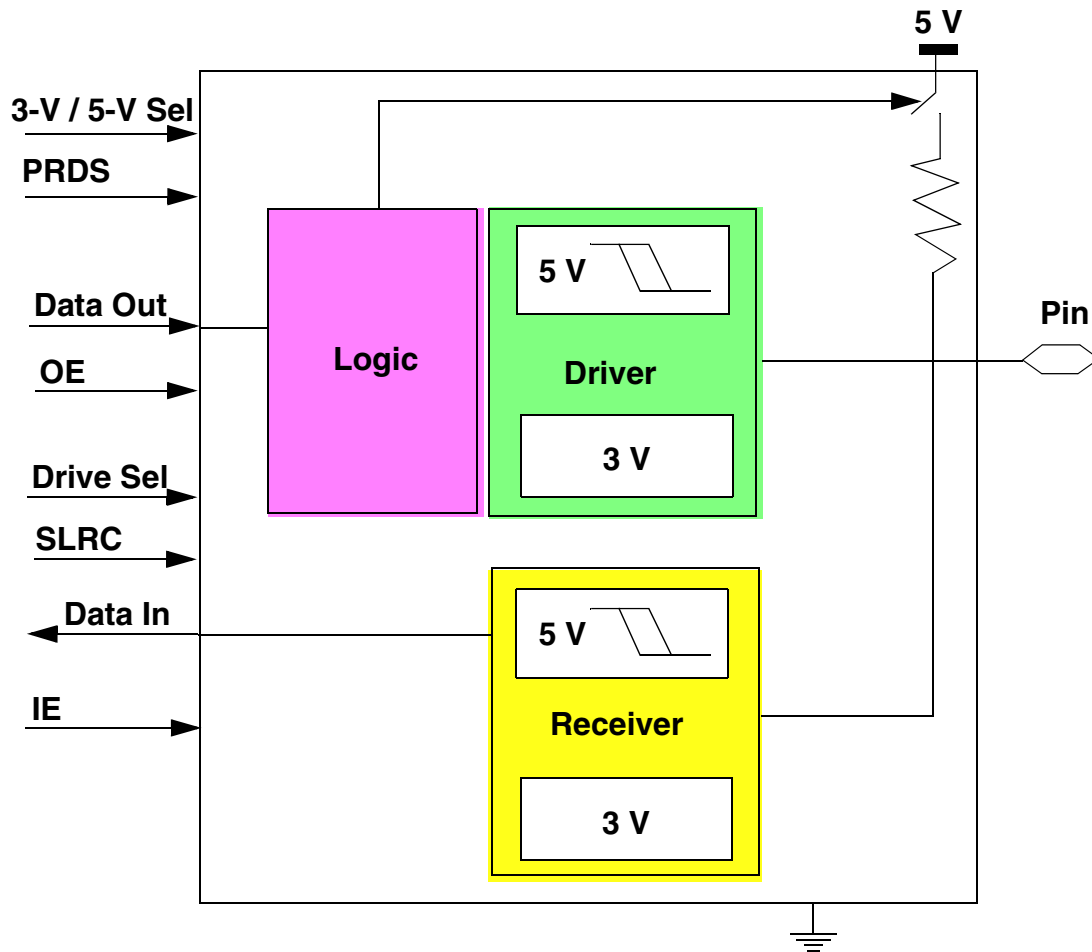 5 V
3-V / 5-V Sel
PRDS
Data Out
OE
Drive Sel
SLRC
Data In
IE
Logic
5 V
Driver
3 V
Pin
5 V
Receiver
3 V